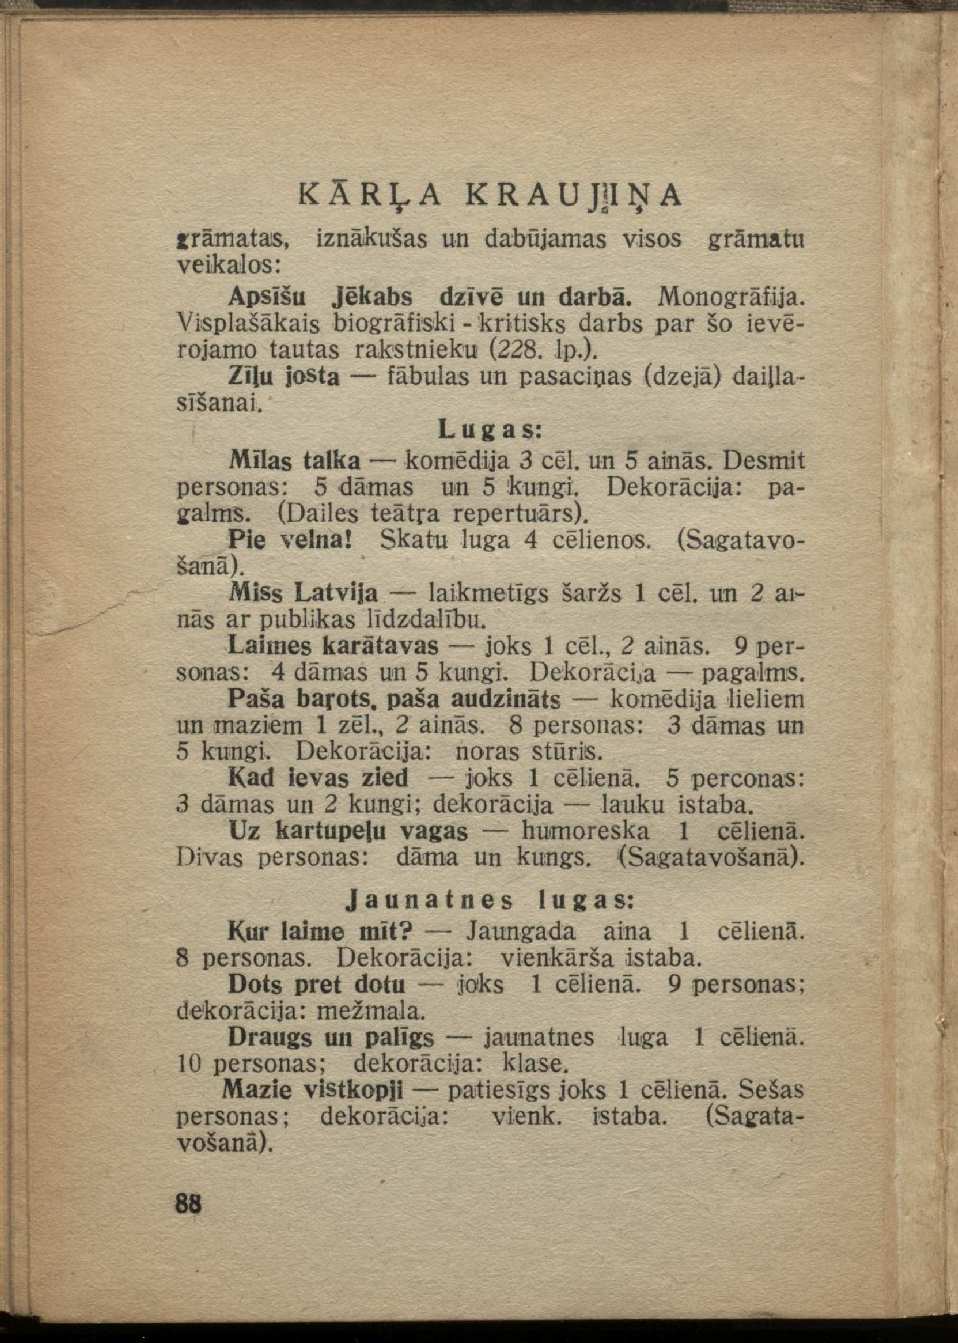 KĀRĻA KRAUJIŅA
grāmatas, iznākušas un dabūjamas visos grāmatu
veikalos:
Apsīšu Jēkabs dzīvē un darbā. Monogrāfija.
Visplašākais biogrāfiski - kritisks darbs par šo ievē-
rojamo tautas rakstnieku (228. lp.).
Zīļu josta — fābulas un pasaciņas (dzejā) daiļla-
sīšanai.
Lugas:
Mīlas talka — komēdija 3 cēl. un 5 ainās. Desmit
personas: 5 dāmas un 5 kungi. Dekorācija: pa-
galms. (Dailes teātŗa repertuārs).
Pie velna! Skatu luga 4 cēlienos. (Sagatavo-
šanā).
Miss Latvija — laikmetīgs šaržs 1 cēl. un 2 ai-
nās ar publikas līdzdalību.
Laimes karātavas — joks 1 cēl., 2 ainās. 9 per-
sonas: 4 dāmas un 5 kungi. Dekorācija — pagalms.
Paša baŗots, paša audzināts — komēdija lieliem
un maziem 1 zēl., 2 ainās. 8 personas: 3 dāmas un
5 kungi. Dekorācija: noras stūris.
Kad ievas zied — joks 1 cēlienā. 5 perconas:
3 dāmas un 2 kungi; dekorācija — lauku istaba.
Uz kartupeļu vagas — humoreska 1 cēlienā.
Divas personas: dāma un kungs. (Sagatavošanā).
Jaunatnes lugas:
Kur laime mīt? — Jaungada aina 1 cēlienā.
8 personas. Dekorācija: vienkārša istaba.
Dots pret dotu — joks 1 cēlienā. 9 personas;
dekorācija: mežmala.
Draugs un palīgs — jaunatnes luga 1 cēlienā.
10 personas; dekorācija: klase.
Mazie vistkopji — patiesīgs joks 1 cēlienā. Sešas
personas; dekorācija: vienk. istaba. (Sagata-
vošanā).
88